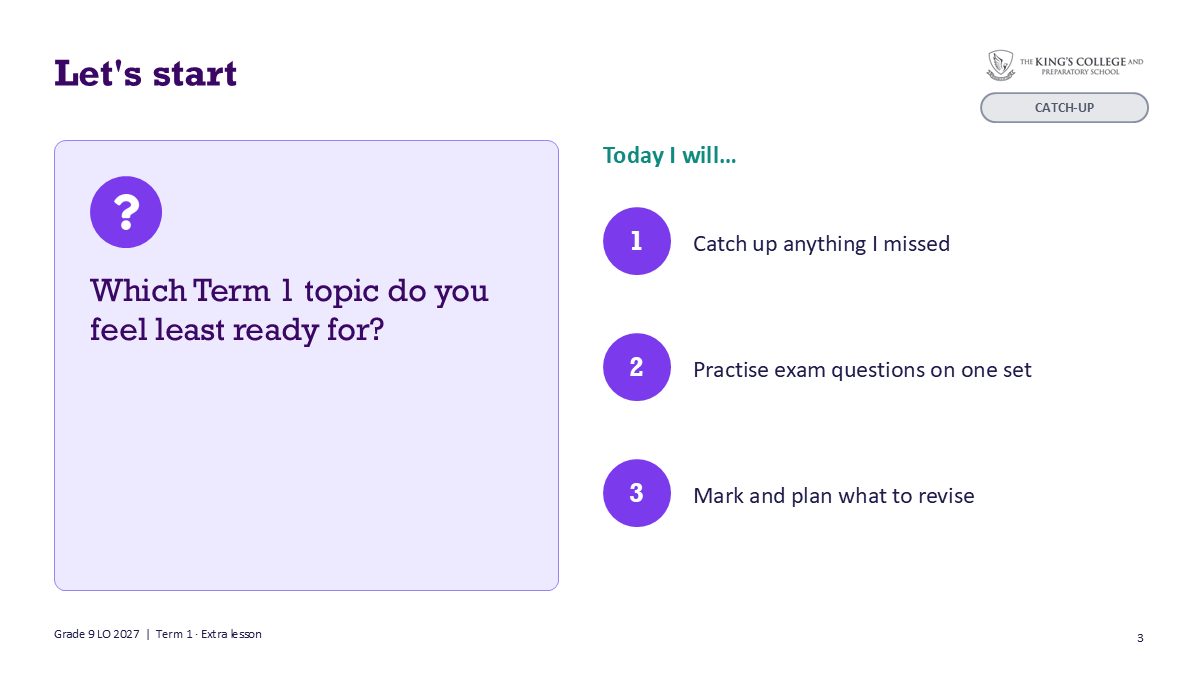 Let's start
THE KING'S COLLEGE AND
PREPARATORY SCHOOL
CATCH-UP
?
Which Term 1 topic do you
feel least ready for?
Today I will...
1
Catch up anything I missed
2
Practise exam questions on one set
3
Mark and plan what to revise
Grade 9 LO 2027 | Term 1 · Extra lesson
3